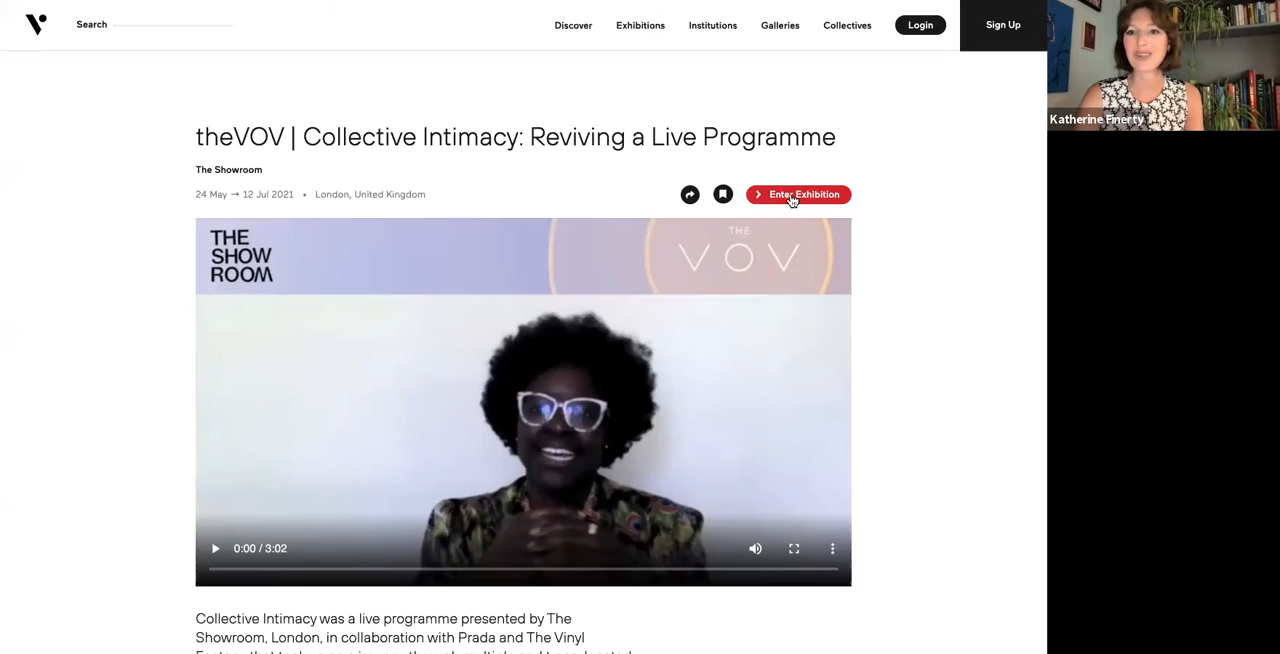 Search
Discover
Exhibitions
Institutions
Galleries
Collectives
Login
Sign Up
Katherine Finerty
theVOV | Collective Intimacy: Reviving a Live Programme
The Showroom
24 May → 12 Jul 2021 • London, United Kingdom
Enter Exhibition
THE
SHOW
ROOM
THE
VOV
0:00 / 3:02
Collective Intimacy was a live programme presented by The
Showroom, London, in collaboration with Prada and The Vinyl